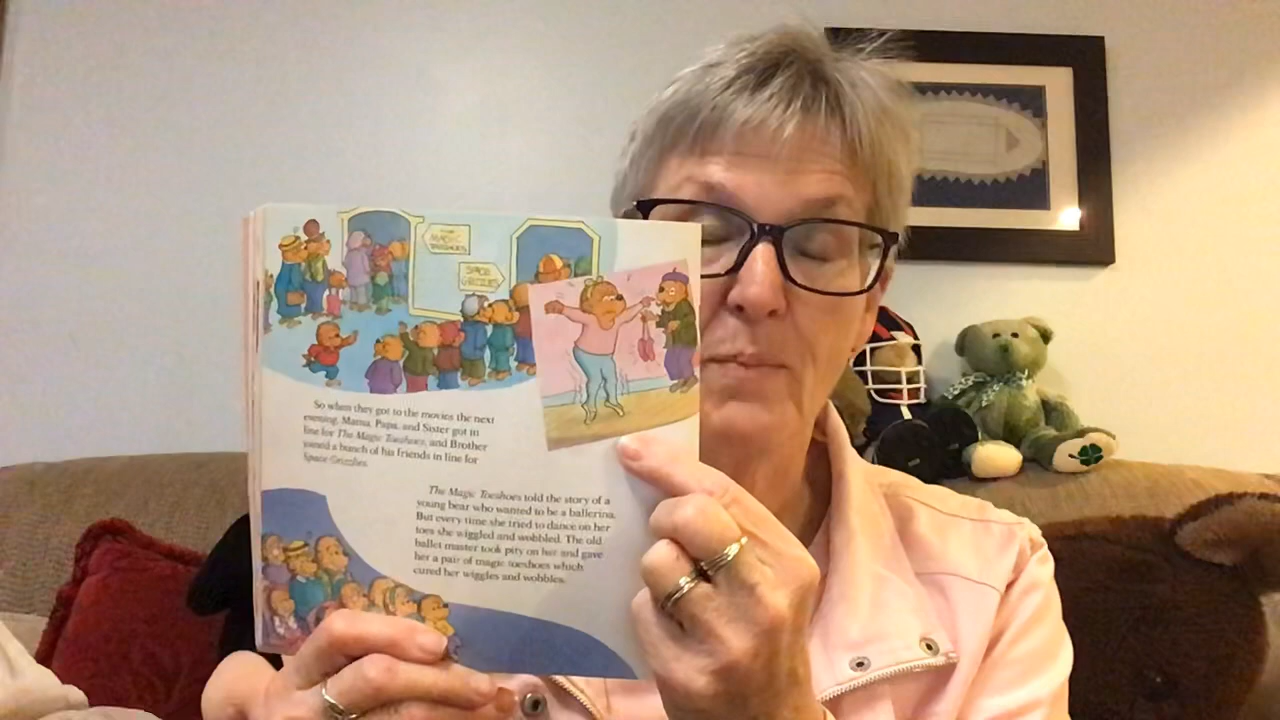 THE
MAGIC
TOESHOES
SPACE
GRIZZLIES
So when they got to the movies the next
evening, Mama, Papa, and Sister got in
line for The Magic Toeshoes, and Brother
joined a bunch of his friends in line for
Space Grizzlies.
The Magic Toeshoes told the story of a
young bear who wanted to be a ballerina.
But every time she tried to dance on her
toes she wiggled and wobbled. The old
ballet master took pity on her and gave
her a pair of magic toeshoes which
cured her wiggles and wobbles.